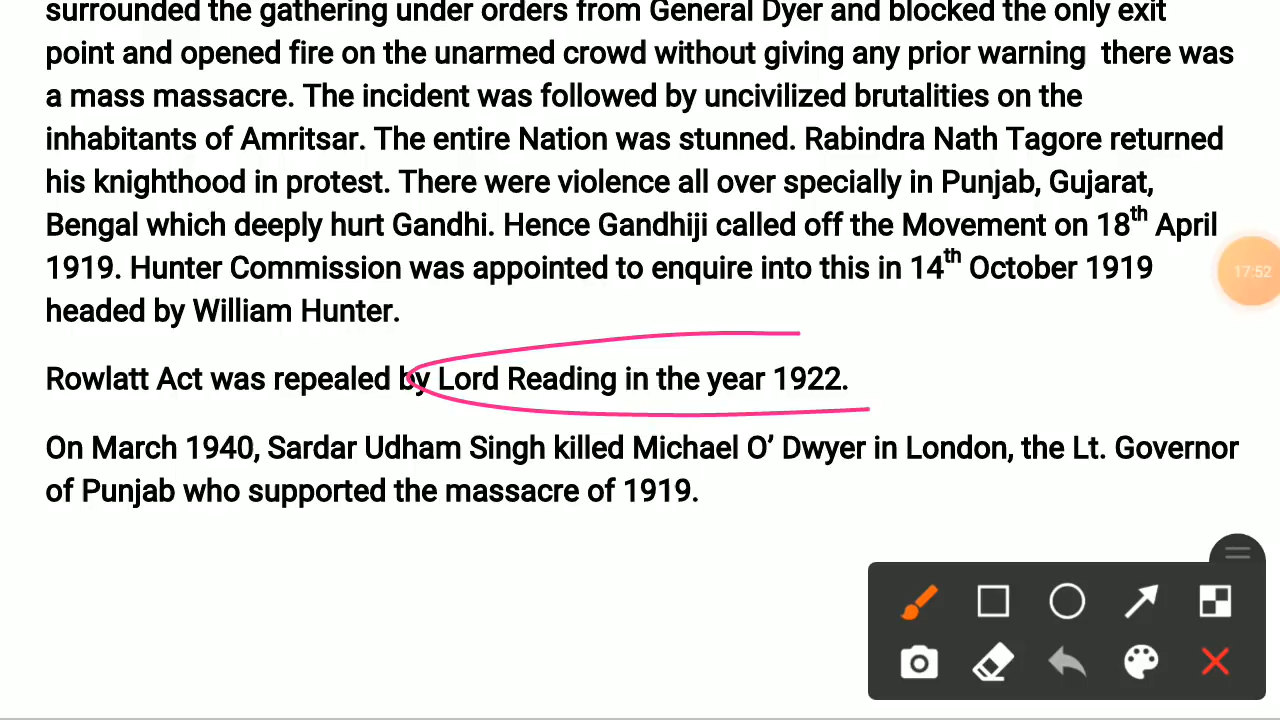 surrounded the gathering under orders from General Dyer and blocked the only exit
point and opened fire on the unarmed crowd without giving any prior warning  there was
a mass massacre. The incident was followed by uncivilized brutalities on the
inhabitants of Amritsar. The entire Nation was stunned. Rabindra Nath Tagore returned
his knighthood in protest. There were violence all over specially in Punjab, Gujarat,
Bengal which deeply hurt Gandhi. Hence Gandhiji called off the Movement on 18th April
1919. Hunter Commission was appointed to enquire into this in 14th October 1919
headed by William Hunter.
17:52
Rowlatt Act was repealed by Lord Reading in the year 1922.
On March 1940, Sardar Udham Singh killed Michael O’ Dwyer in London, the Lt. Governor
of Punjab who supported the massacre of 1919.